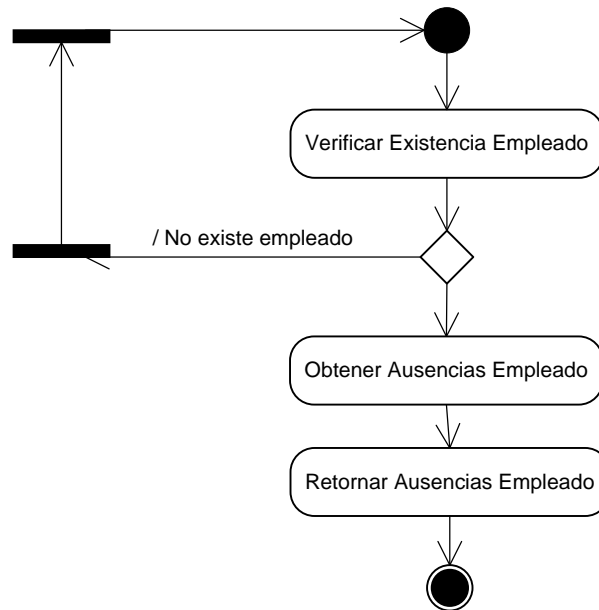 Verificar Existencia Empleado
/ No existe empleado
Obtener Ausencias Empleado
Retornar Ausencias Empleado